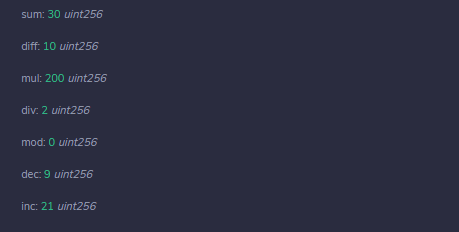 sum: 30 uint256
diff: 10 uint256
mul: 200 uint256
div: 2 uint256
mod: 0 uint256
dec: 9 uint256
inc: 21 uint256